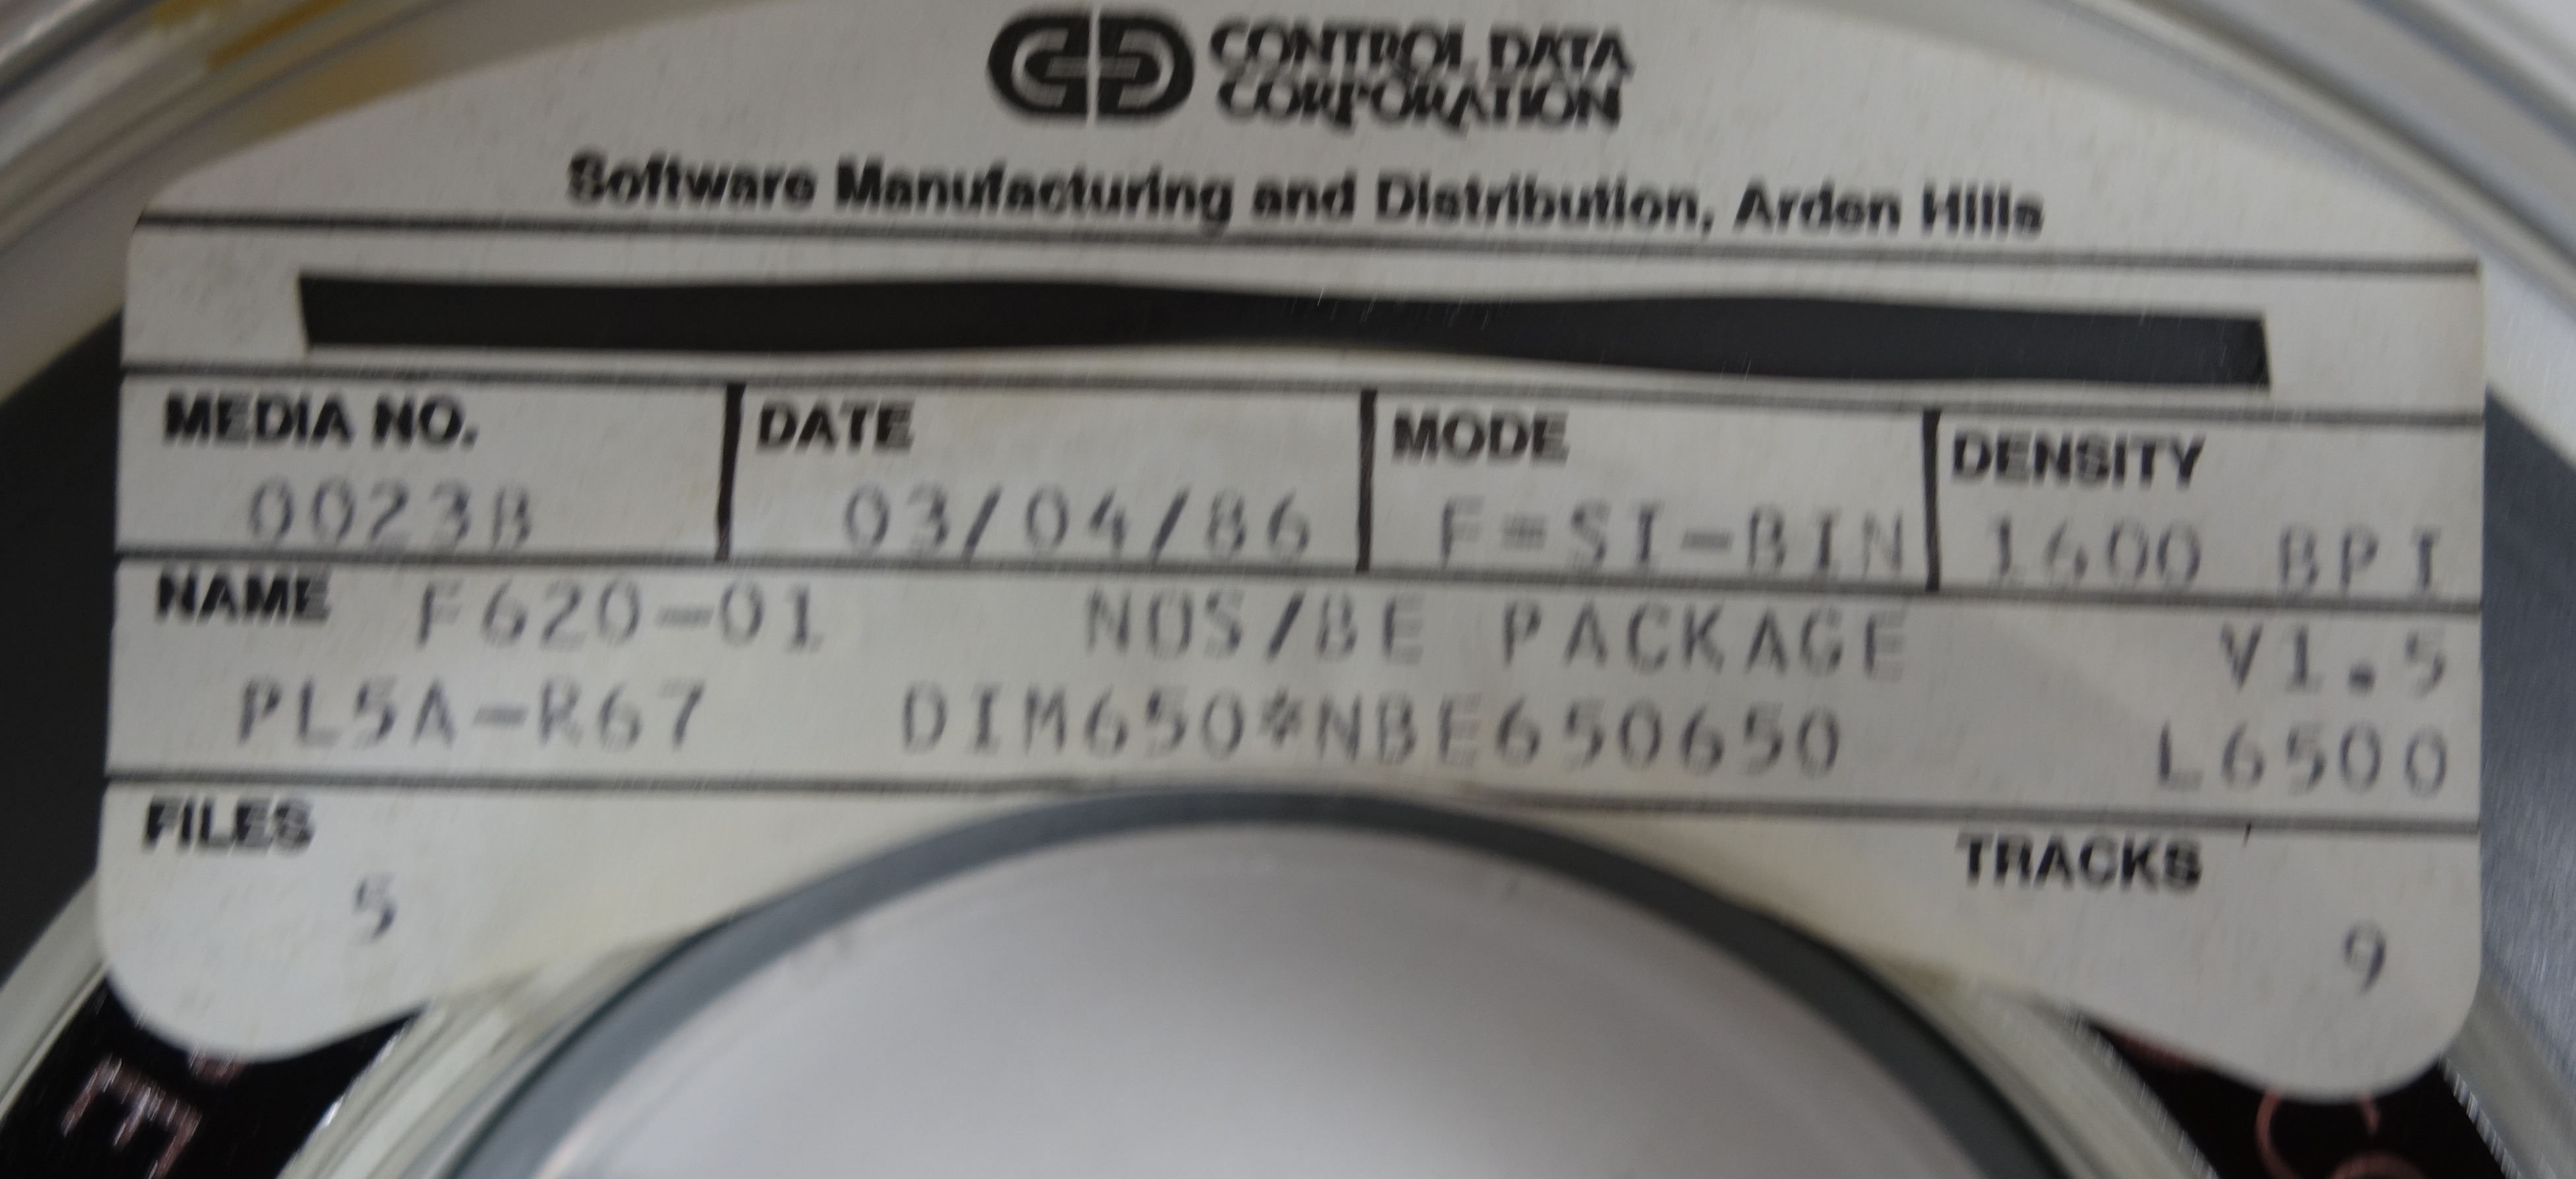 CONTROL DATA
CORPORATION
Software Manufacturing and Distribution, Arden Hills
MEDIA NO. DATE MODE DENSITY
0023B 03/04/86 F=SI-BIN 1600 BPI
NAME F620-01 NOS/BE PACKAGE V1.5
PL5A-R67 DIM650*NBE650650 L6500
FILES TRACKS
5 9